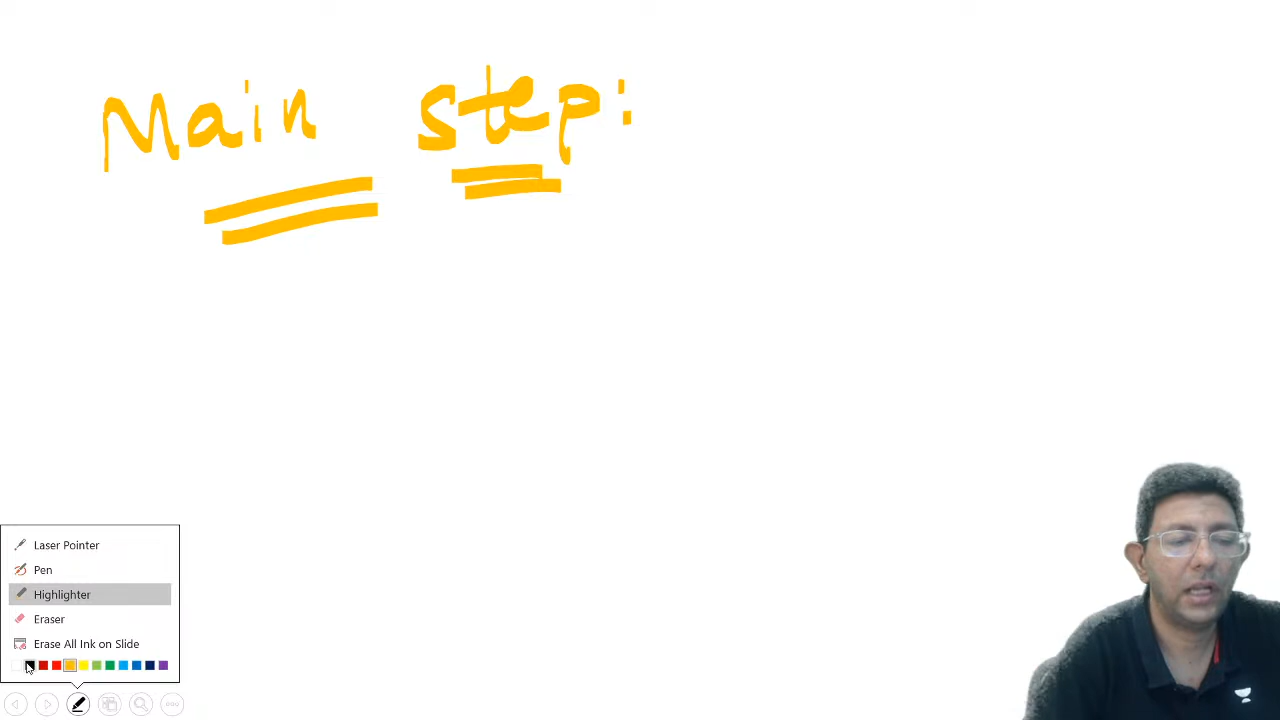 Main step:
Laser Pointer
Pen
Highlighter
Eraser
Erase All Ink on Slide